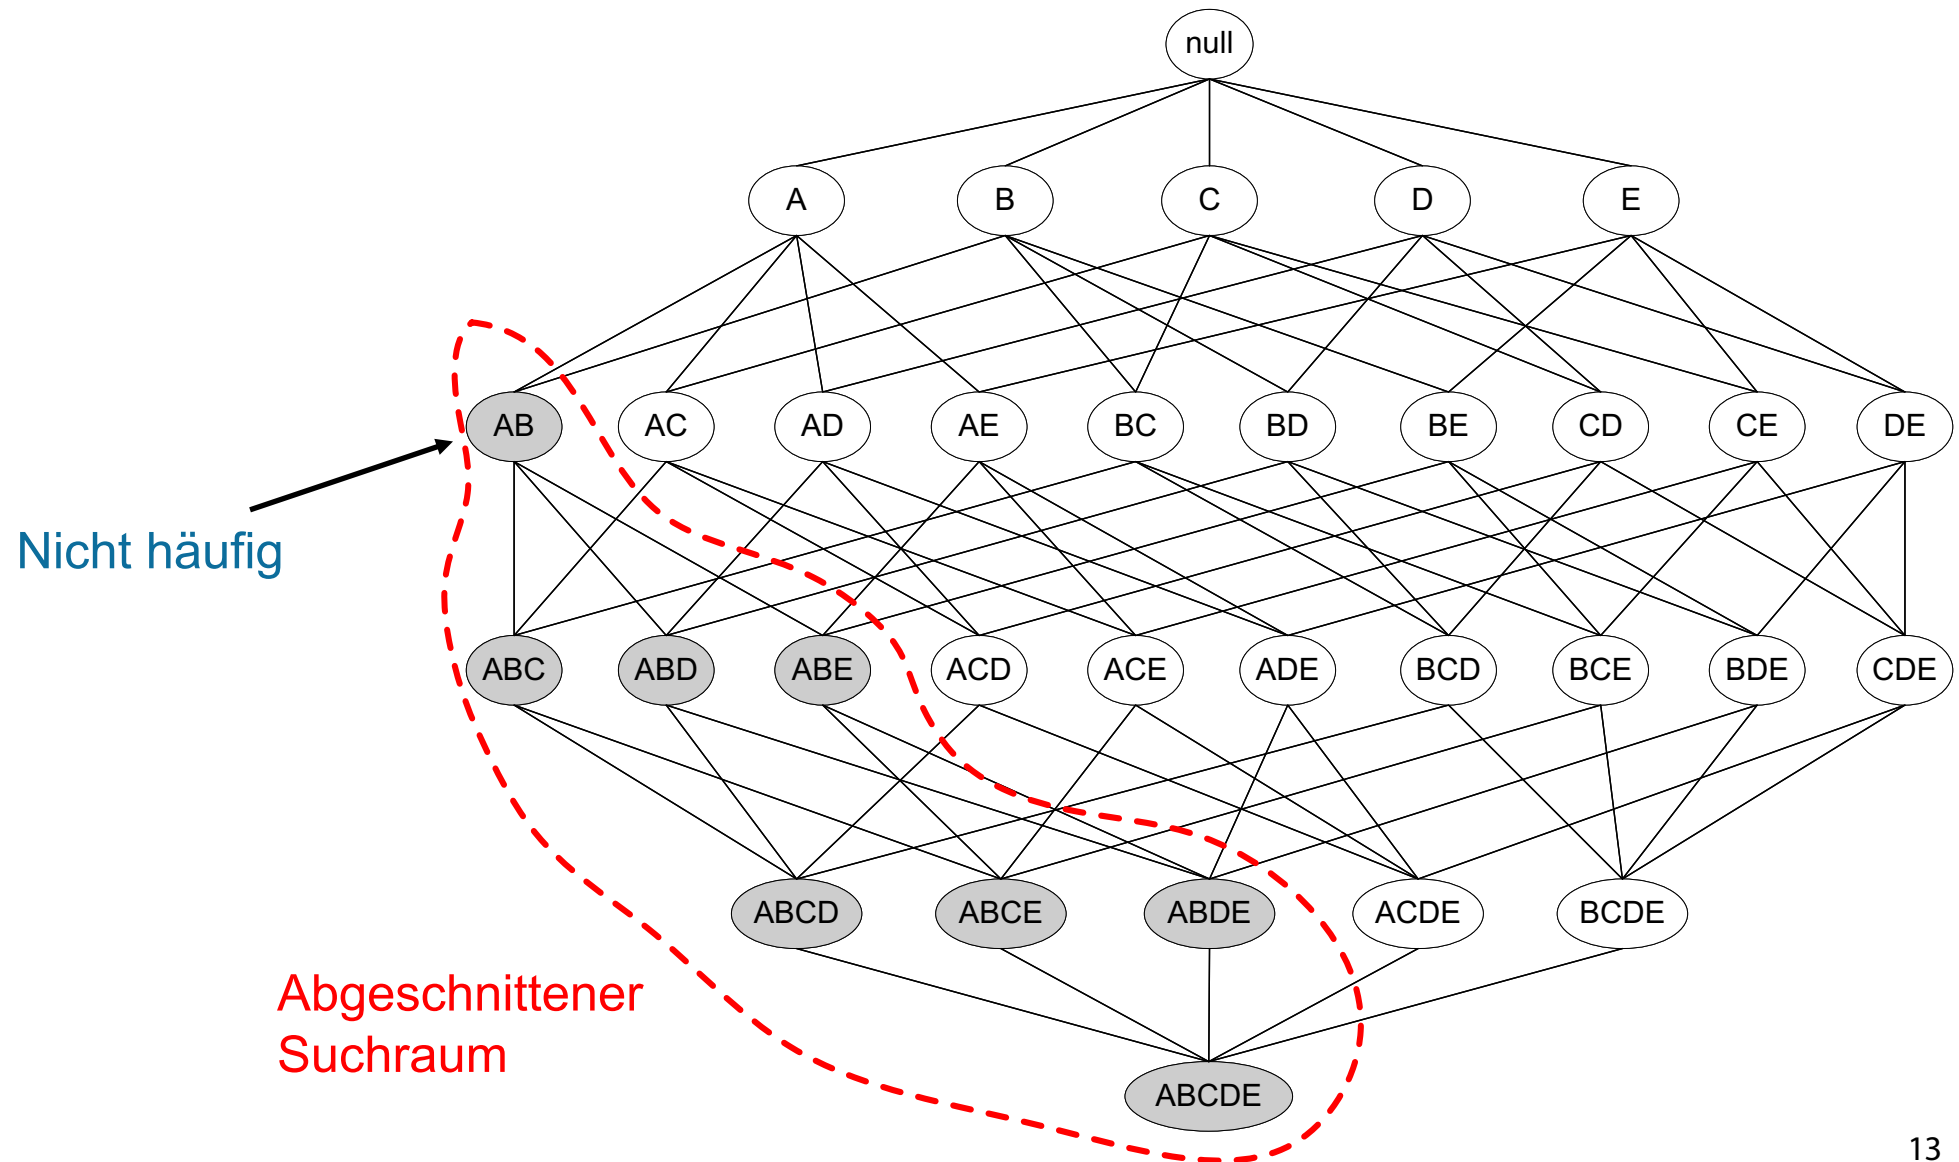 null
A B C D E
AB AC AD AE BC BD BE CD CE DE
Nicht häufig
ABC ABD ABE ACD ACE ADE BCD BCE BDE CDE
ABCD ABCE ABDE ACDE BCDE
Abgeschnittener
Suchraum
ABCDE
13